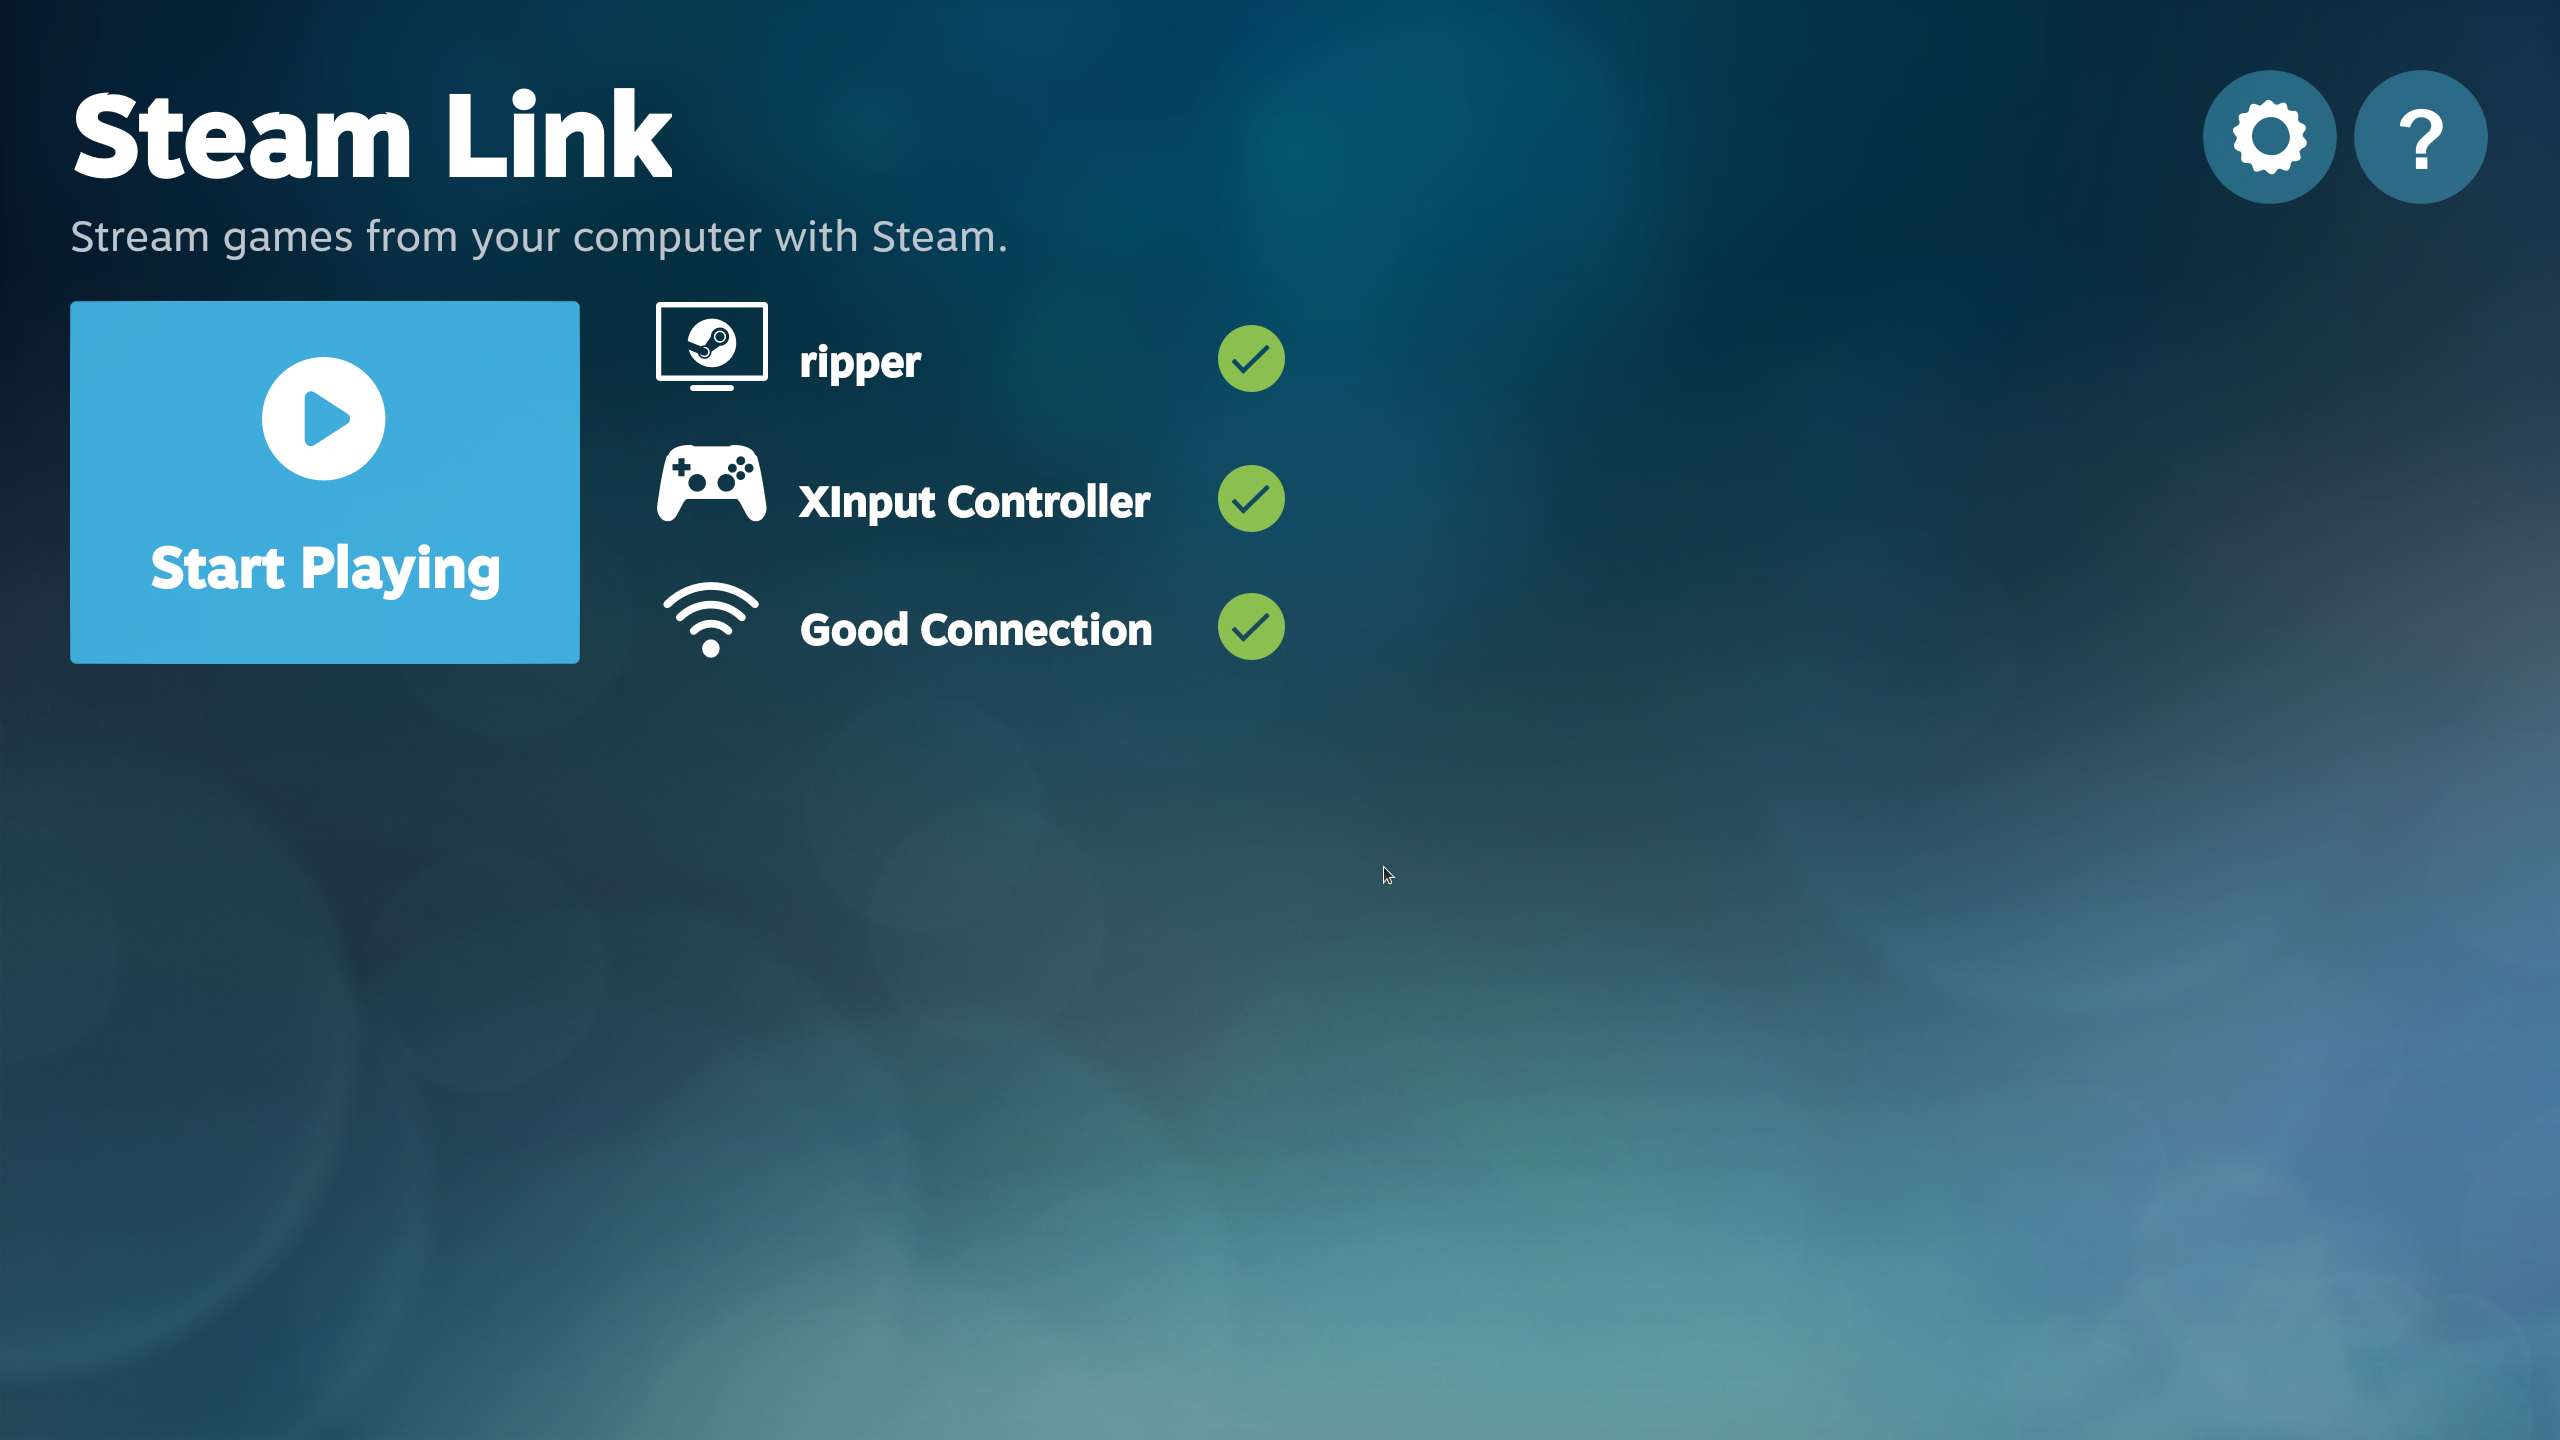 Steam Link
?
Stream games from your computer with Steam.
ripper
XInput Controller
Start Playing
Good Connection